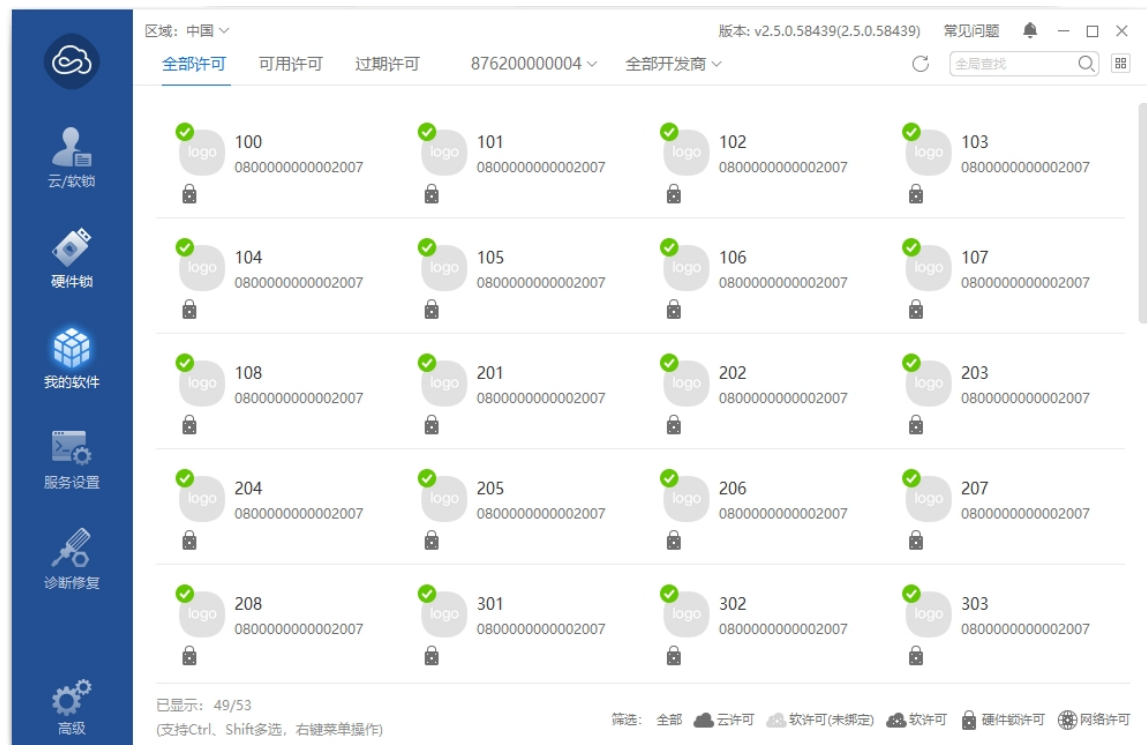 区域: 中国
版本: v2.5.0.58439(2.5.0.58439) 常见问题
全部许可 可用许可 过期许可 876200000004 全部开发商 全局查找
云/软锁
硬件锁
我的软件
服务设置
诊断修复
高级
logo 100 logo 101 logo 102 logo 103
0800000000002007 0800000000002007 0800000000002007 0800000000002007
logo 104 logo 105 logo 106 logo 107
0800000000002007 0800000000002007 0800000000002007 0800000000002007
logo 108 logo 201 logo 202 logo 203
0800000000002007 0800000000002007 0800000000002007 0800000000002007
logo 204 logo 205 logo 206 logo 207
0800000000002007 0800000000002007 0800000000002007 0800000000002007
logo 208 logo 301 logo 302 logo 303
0800000000002007 0800000000002007 0800000000002007 0800000000002007
已显示: 49/53
(支持Ctrl、Shift多选，右键菜单操作)
筛选: 全部 云许可 软许可(未绑定) 软许可 硬件锁许可 网络许可